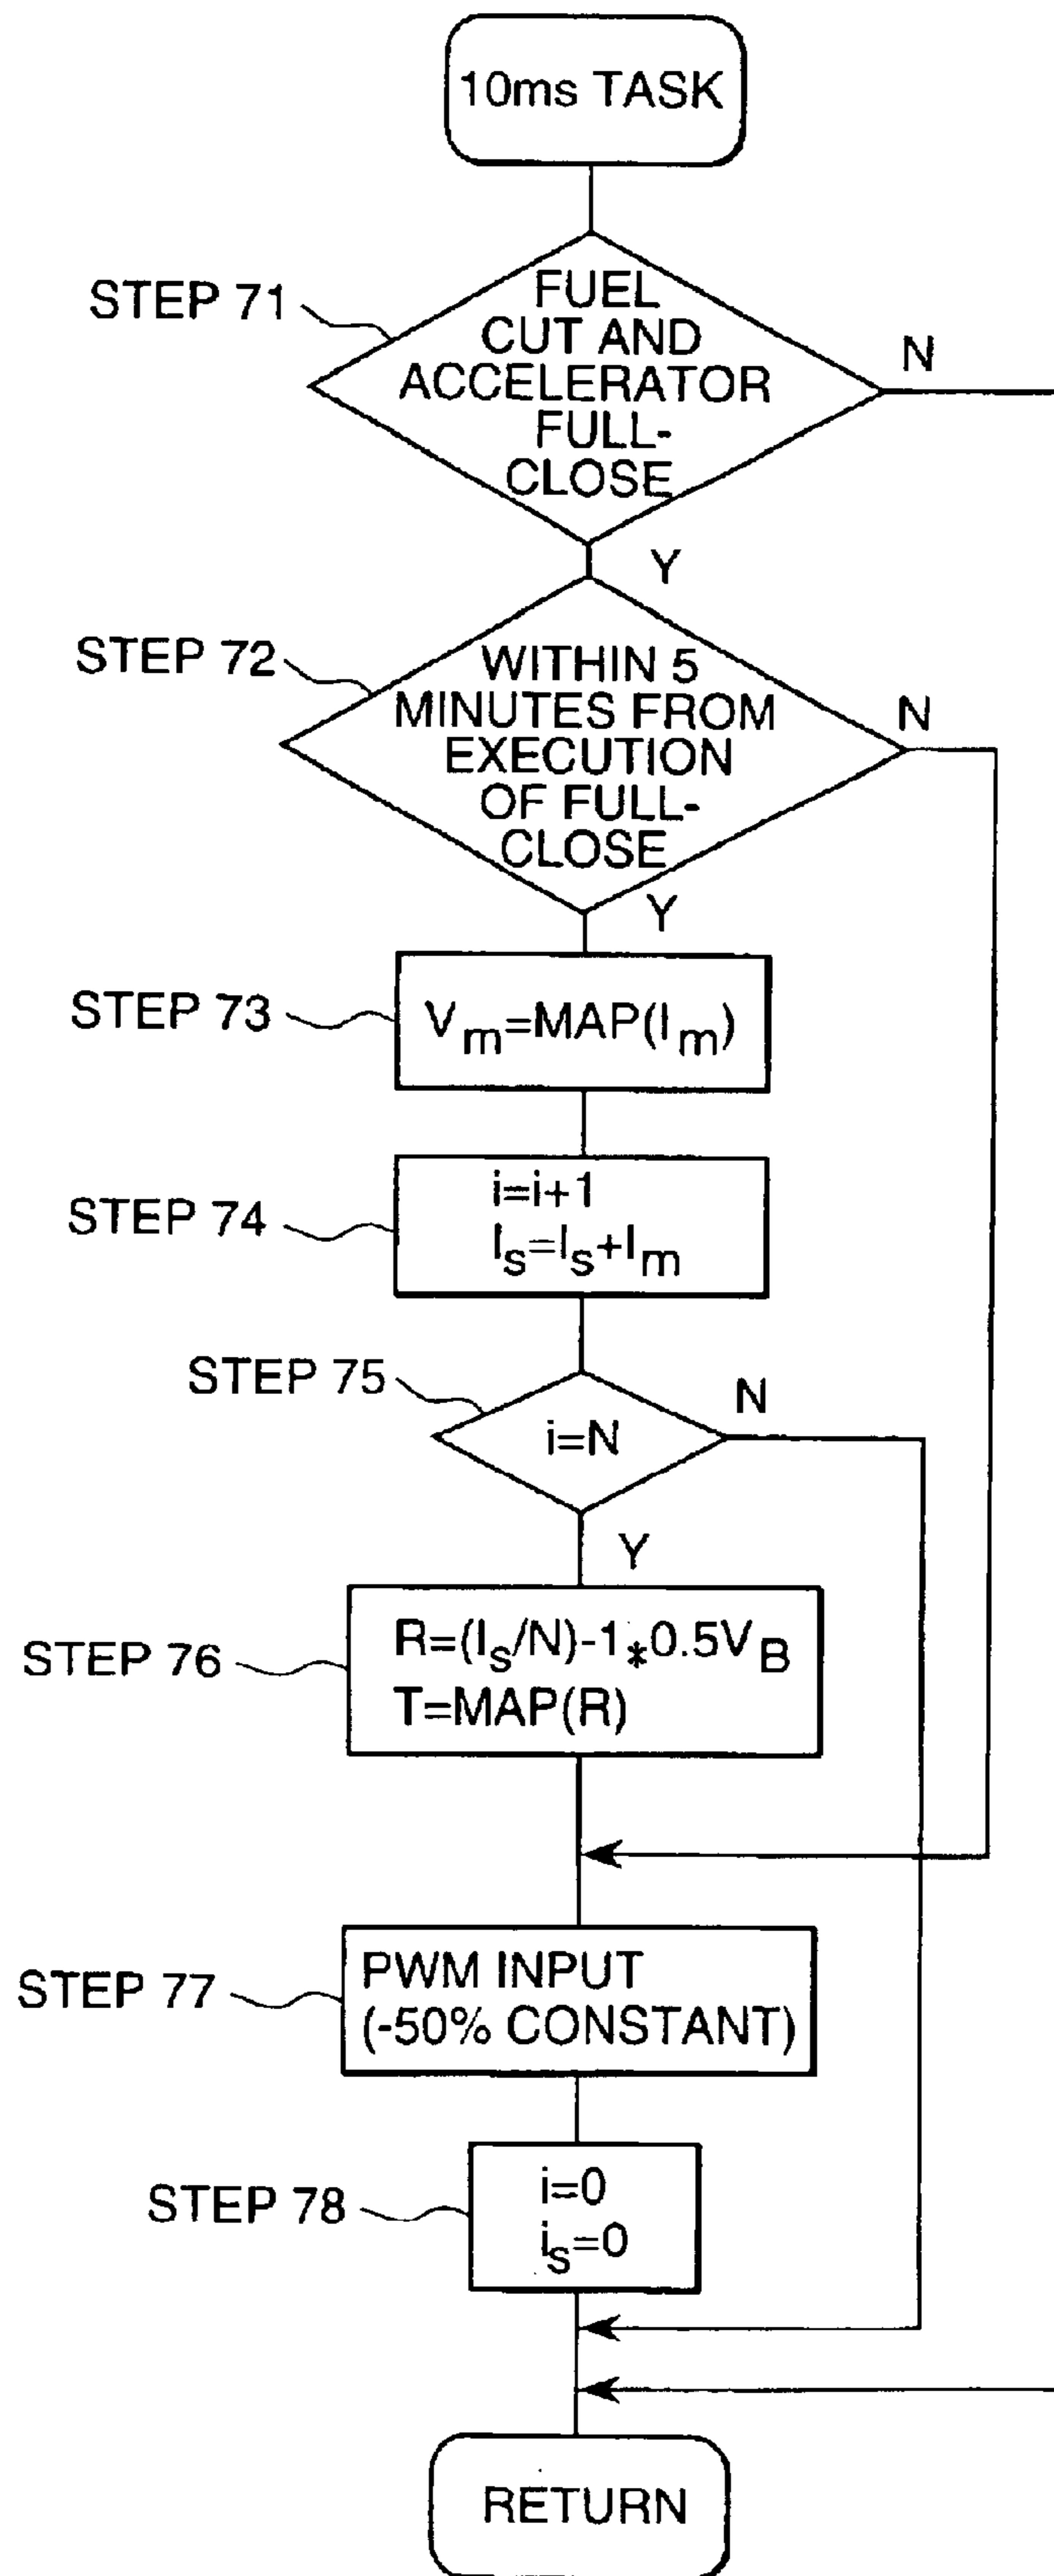 10ms TASK
STEP 71
FUEL
CUT AND
ACCELERATOR
FULL-
CLOSE
N
Y
STEP 72
WITHIN 5
MINUTES FROM
EXECUTION
OF FULL-
CLOSE
N
Y
STEP 73
Vm=MAP(Im)
STEP 74
i=i+1
Is=Is+Im
STEP 75
i=N
N
Y
STEP 76
R=(Is/N)-1*0.5VB
T=MAP(R)
STEP 77
PWM INPUT
(-50% CONSTANT)
STEP 78
i=0
is=0
RETURN